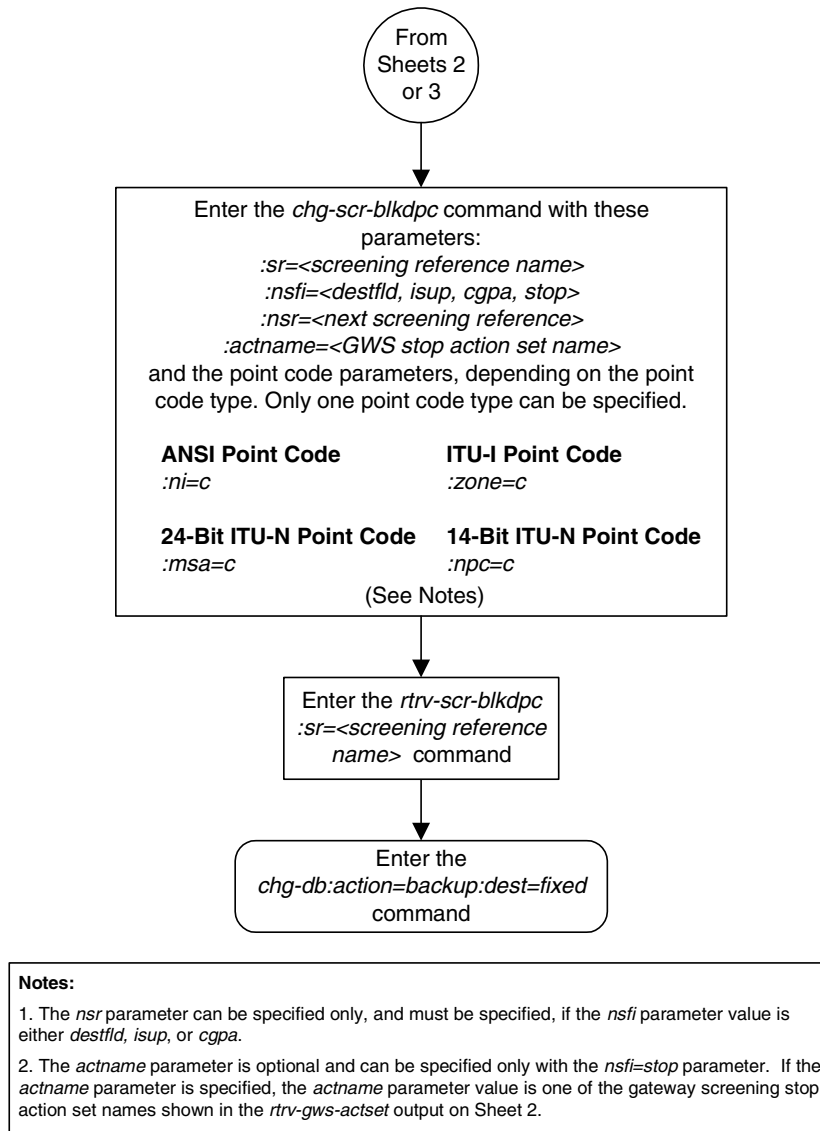 From
Sheets 2
or 3
Enter the chg-scr-blkdpc command with these
parameters:
:sr=<screening reference name>
:nsfi=<destfld, isup, cgpa, stop>
:nsr=<next screening reference>
:actname=<GWS stop action set name>
and the point code parameters, depending on the point
code type. Only one point code type can be specified.
ANSI Point Code
:ni=c
ITU-I Point Code
:zone=c
24-Bit ITU-N Point Code
:msa=c
14-Bit ITU-N Point Code
:npc=c
(See Notes)
Enter the rtrv-scr-blkdpc
:sr=<screening reference
name> command
Enter the
chg-db:action=backup:dest=fixed
command
Notes:
1. The nsr parameter can be specified only, and must be specified, if the nsfi parameter value is
either destfld, isup, or cgpa.
2. The actname parameter is optional and can be specified only with the nsfi=stop parameter. If the
actname parameter is specified, the actname parameter value is one of the gateway screening stop
action set names shown in the rtrv-gws-actset output on Sheet 2.